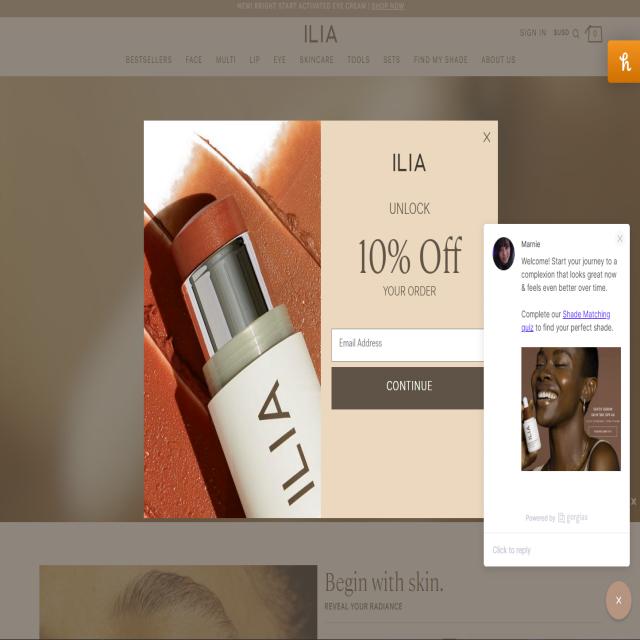 NEW! BRIGHT START ACTIVATED EYE CREAM | SHOP NOW
ILIA
SIGN IN
$USD
0
BESTSELLERS FACE MULTI LIP EYE SKINCARE TOOLS SETS FIND MY SHADE ABOUT US
X
ILIA
UNLOCK
10% Off
YOUR ORDER
Email Address
CONTINUE
ILIA
X
Marnie
Welcome! Start your journey to a
complexion that looks great now
& feels even better over time.
Complete our Shade Matching
quiz to find your perfect shade.
Powered by gorgias
Click to reply
X
X
Begin with skin.
REVEAL YOUR RADIANCE